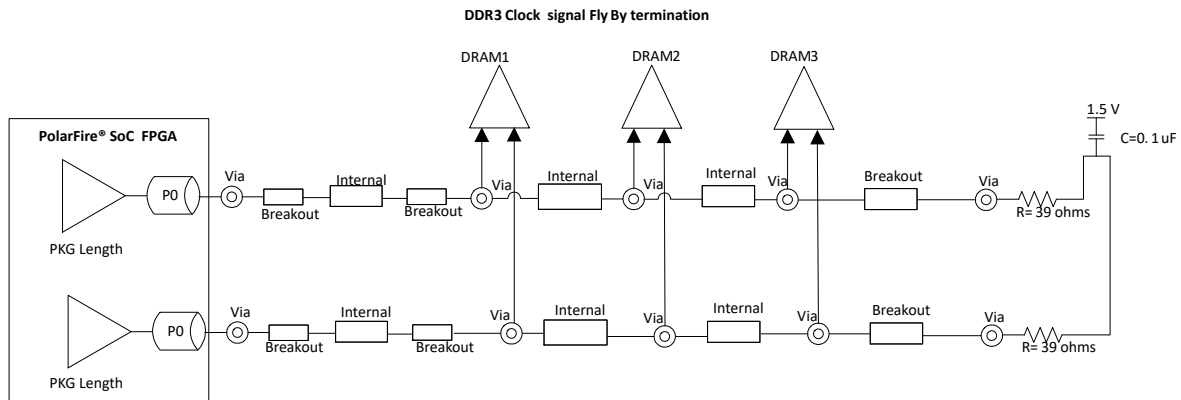 DDR3 Clock signal Fly By termination
DRAM1
DRAM2
DRAM3
1.5 V
C=0.1uF
PolarFire® SoC FPGA
P0
PKG Length
Via
Breakout
Internal
Breakout
Via
Internal
Via
Internal
Via
Breakout
Via
R= 39 ohms
P0
PKG Length
Via
Breakout
Internal
Breakout
Via
Internal
Via
Internal
Via
Breakout
Via
R= 39 ohms